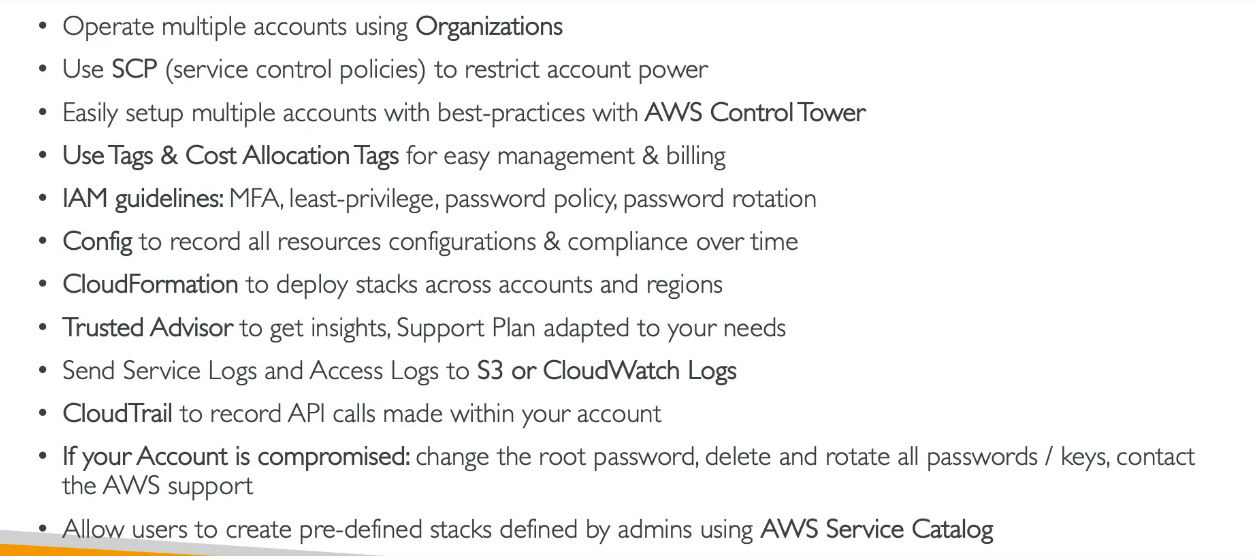 • Operate multiple accounts using Organizations
• Use SCP (service control policies) to restrict account power
• Easily setup multiple accounts with best-practices with AWS Control Tower
• Use Tags & Cost Allocation Tags for easy management & billing
• IAM guidelines: MFA, least-privilege, password policy, password rotation
• Config to record all resources configurations & compliance over time
• CloudFormation to deploy stacks across accounts and regions
• Trusted Advisor to get insights, Support Plan adapted to your needs
• Send Service Logs and Access Logs to S3 or CloudWatch Logs
• CloudTrail to record API calls made within your account
• If your Account is compromised: change the root password, delete and rotate all passwords / keys, contact
the AWS support
• Allow users to create pre-defined stacks defined by admins using AWS Service Catalog